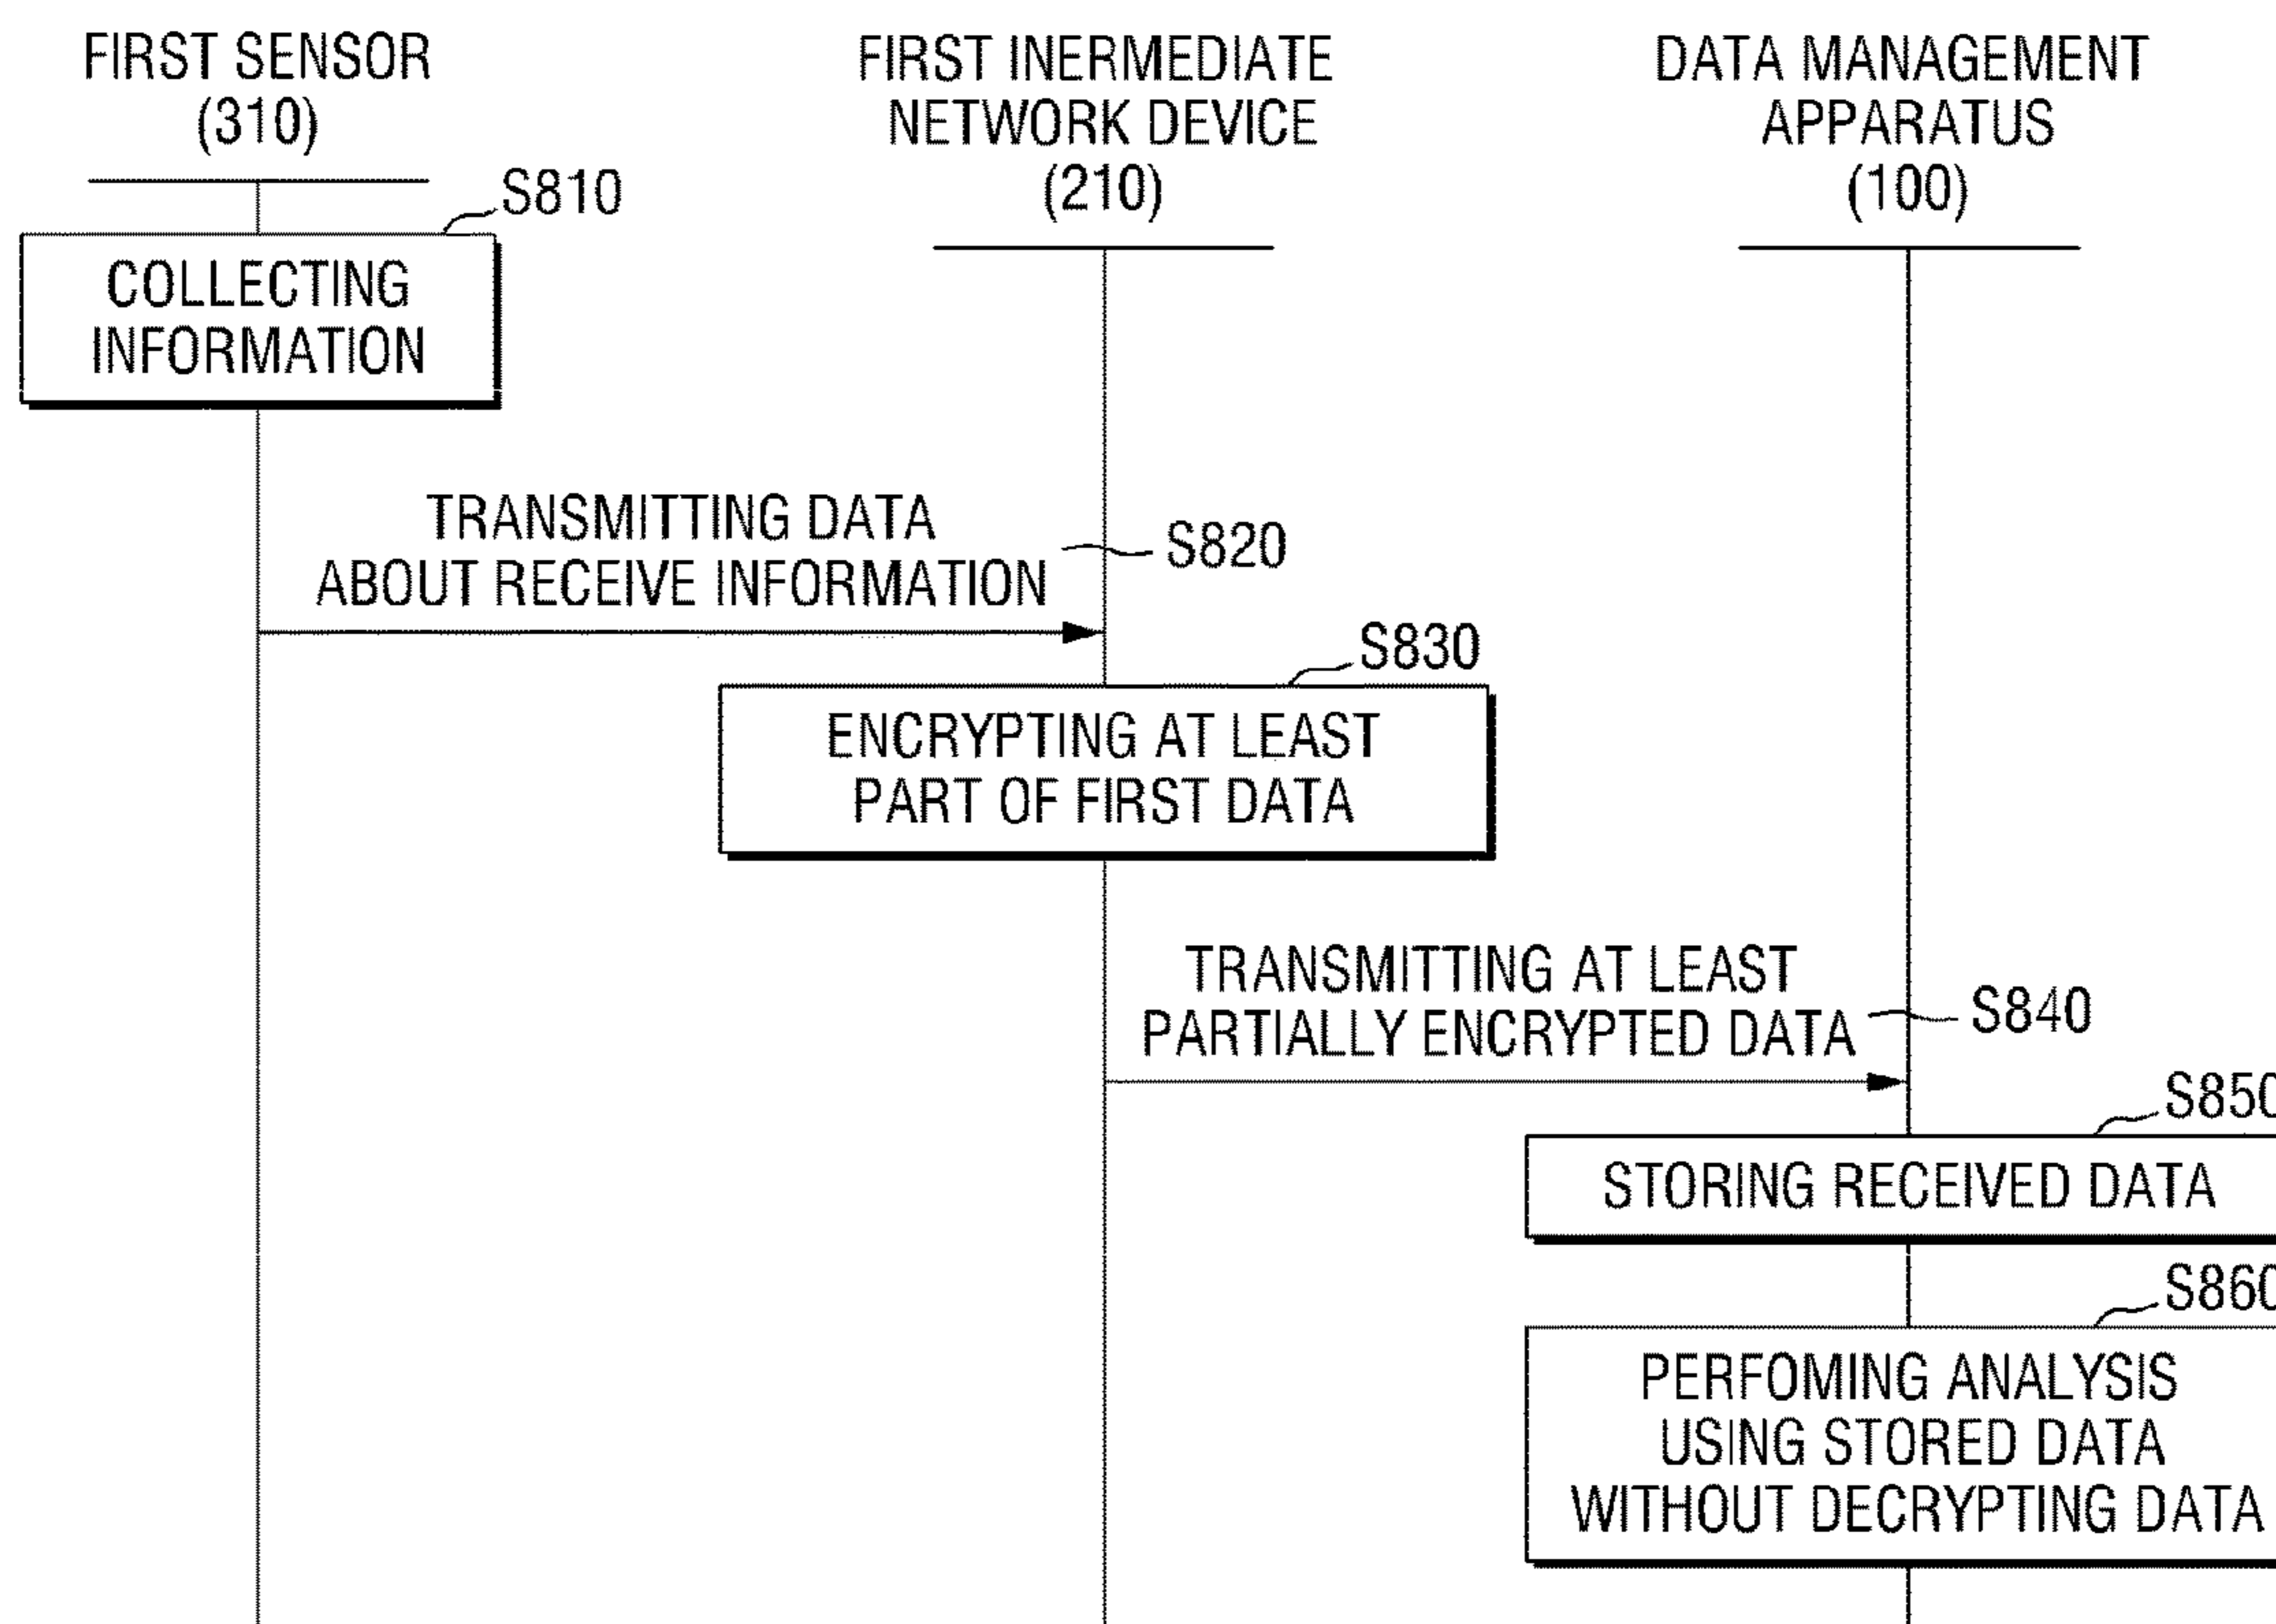 FIRST SENSOR
(310)
FIRST INERMEDIATE
NETWORK DEVICE
(210)
DATA MANAGEMENT
APPARATUS
(100)
S810
COLLECTING
INFORMATION
TRANSMITTING DATA
ABOUT RECEIVE INFORMATION
S820
S830
ENCRYPTING AT LEAST
PART OF FIRST DATA
TRANSMITTING AT LEAST
PARTIALLY ENCRYPTED DATA
S840
S850
STORING RECEIVED DATA
S860
PERFOMING ANALYSIS
USING STORED DATA
WITHOUT DECRYPTING DATA